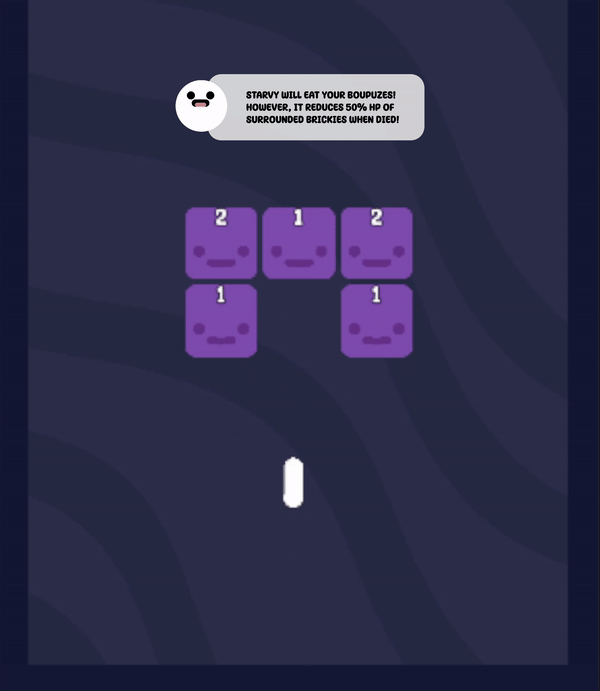 STARVY WILL EAT YOUR BOUPUZES!
HOWEVER, IT REDUCES 50% HP OF
SURROUNDED BRICKIES WHEN DIED!
2 1 2
1 1